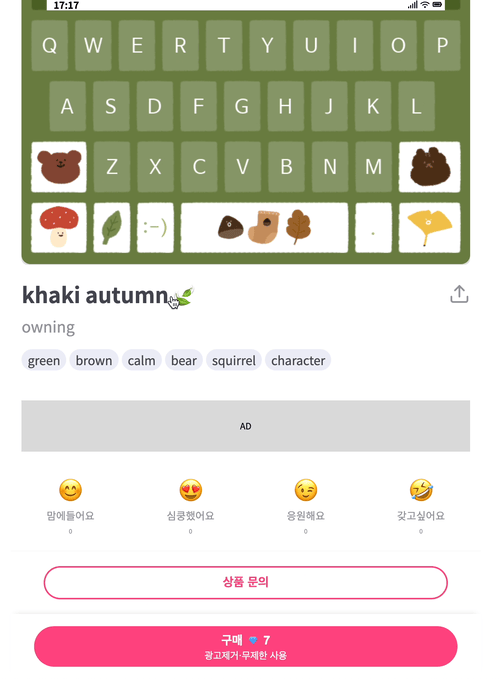 17:17
Q W E R T Y U I O P
A S D F G H J K L
Z X C V B N M
:-) .
khaki autumn🌿
owning
green brown calm bear squirrel character
AD
맘에들어요 심쿵했어요 응원해요 갖고싶어요
0 0 0 0
상품 문의
구매 💎 7
광고제거·무제한 사용